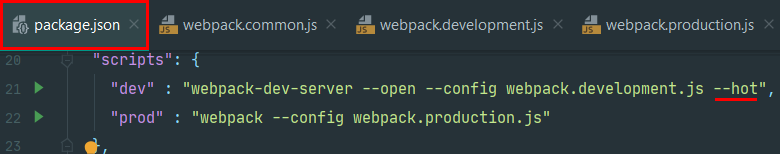 package.json webpack.common.js webpack.development.js webpack.production.js
20 "scripts": {
21 "dev" : "webpack-dev-server --open --config webpack.development.js --hot",
22 "prod" : "webpack --config webpack.production.js"
23 },